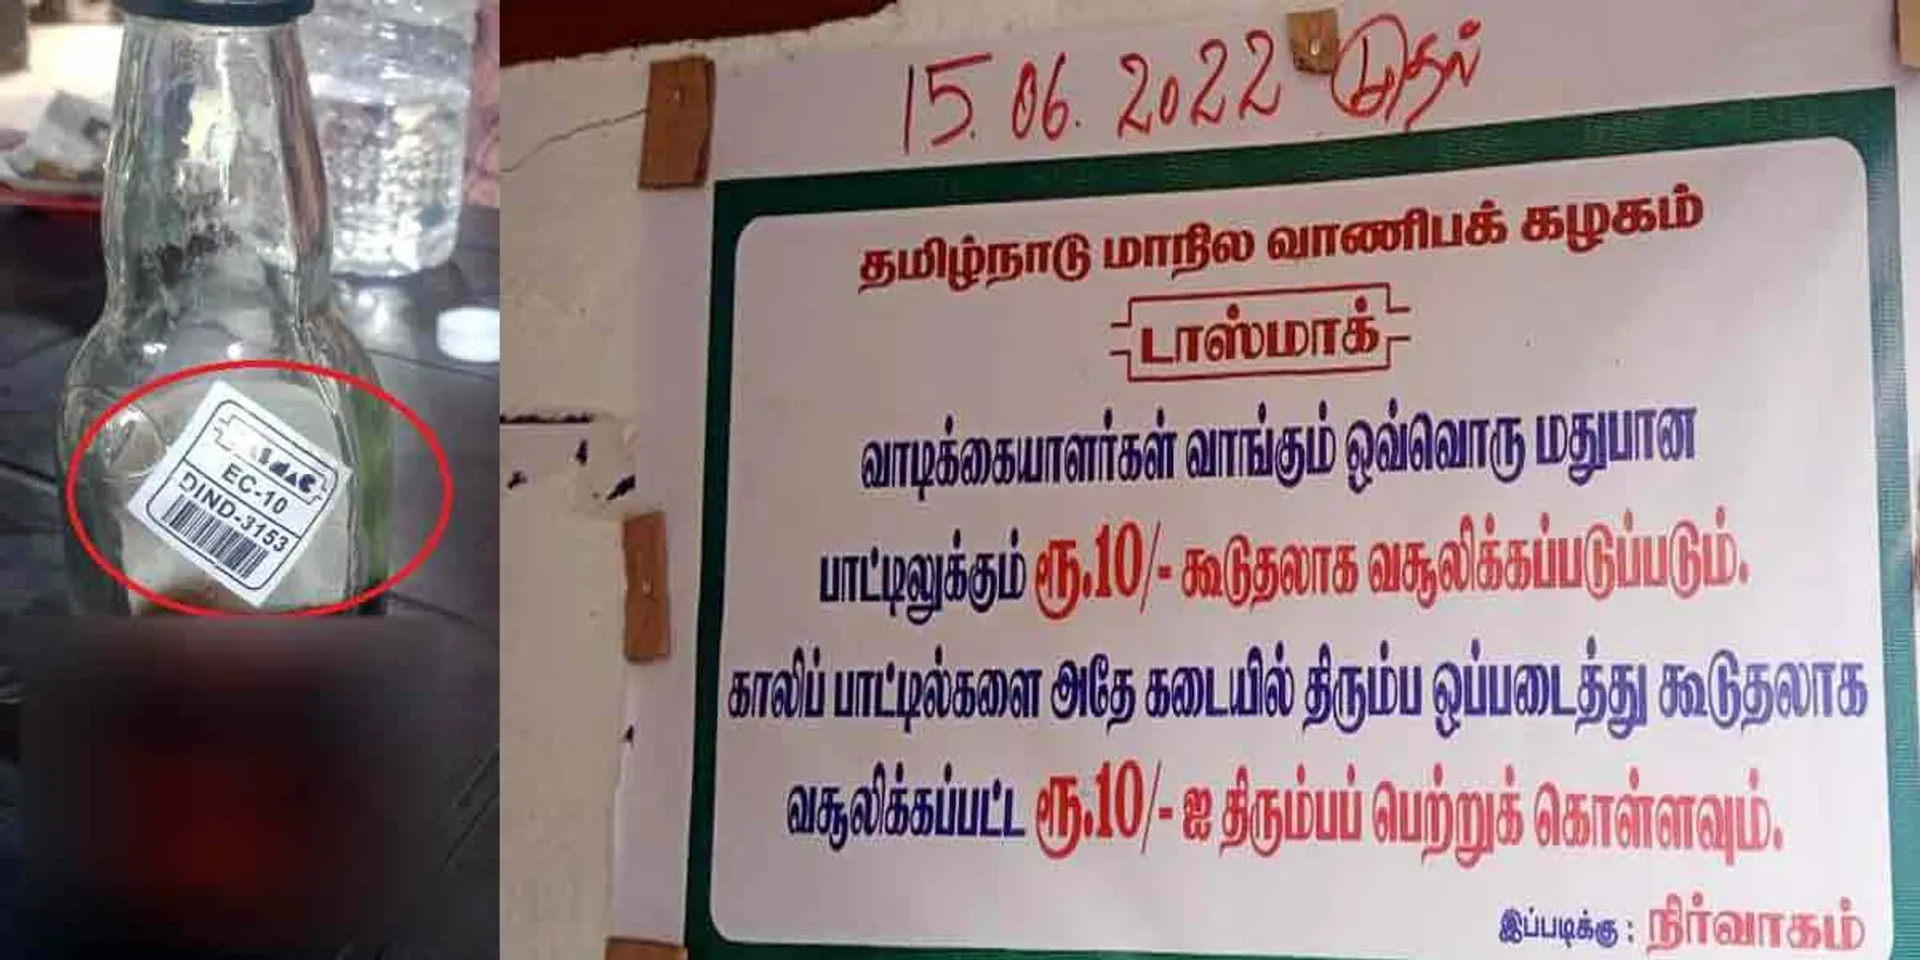 EC-10
DIND-3153
15.06.2022 முதல்
தமிழ்நாடு மாநில வாணிபக் கழகம்
டாஸ்மாக்
வாடிக்கையாளர்கள் வாங்கும் ஒவ்வொரு மதுபான
பாட்டிலுக்கும் ரூ.10/- கூடுதலாக வசூலிக்கப்படுப்படும்.
காலிப் பாட்டில்களை அதே கடையில் திரும்ப ஒப்படைத்து கூடுதலாக
வசூலிக்கப்பட்ட ரூ.10/- ஐ திரும்பப் பெற்றுக் கொள்ளவும்.
இப்படிக்கு : நிர்வாகம்